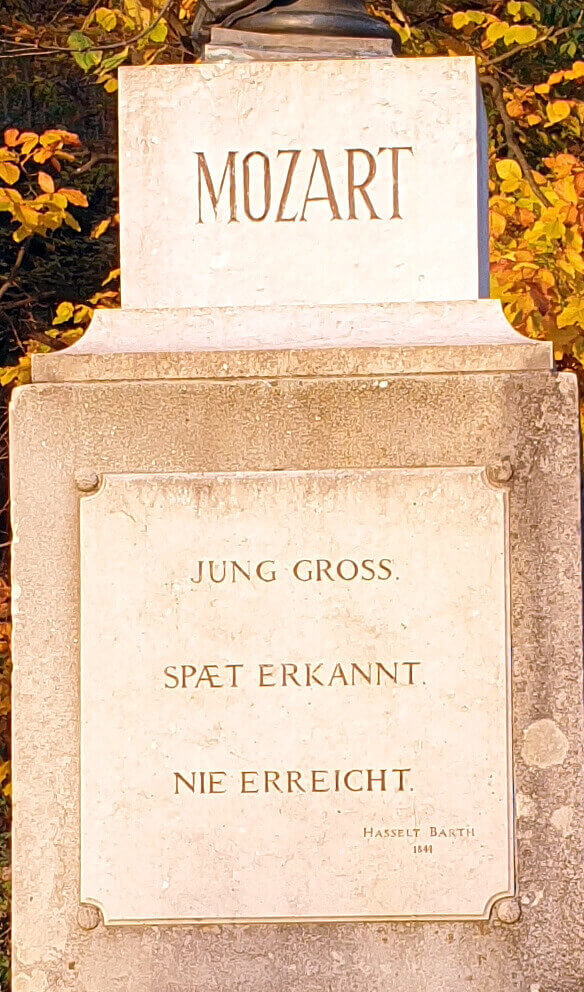 MOZART
JUNG GROSS.
SPÆT ERKANNT.
NIE ERREICHT.
HASSELT BARTH
1841